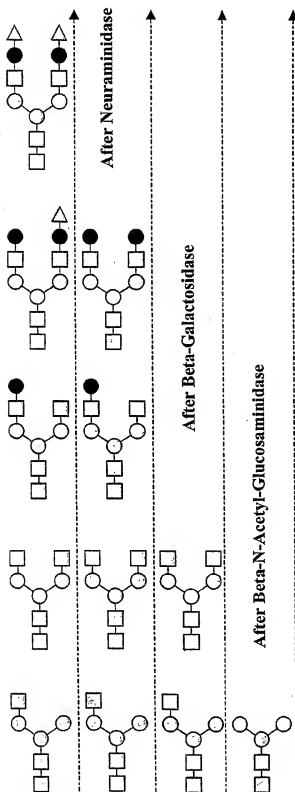 After Neuraminidase
After Beta-Galactosidase
After Beta-N-Acetyl-Glucosaminidase